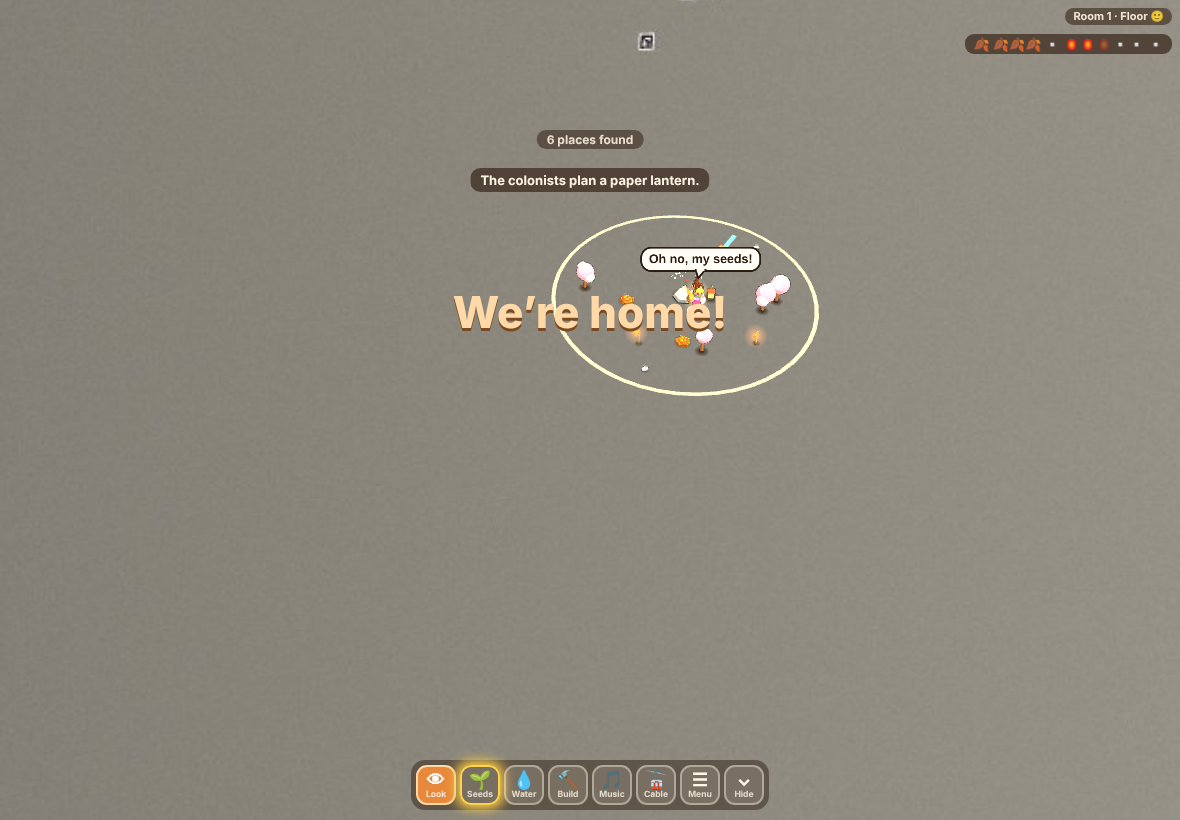 Room 1 · Floor 🙂
6 places found
The colonists plan a paper lantern.
Oh no, my seeds!
We're home!
Look
Seeds
Water
Build
Music
Cable
Menu
Hide